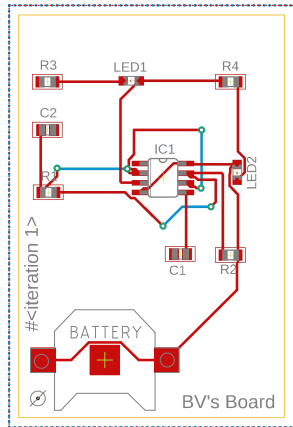 R3
LED1
R4
C2
IC1
R1
LED2
#<iteration 1>
C1
R2
BATTERY
BV's Board